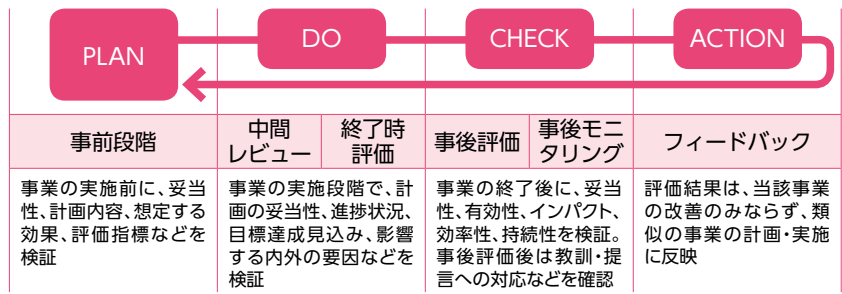 PLAN
DO
CHECK
ACTION
事前段階
中間
レビュー
終了時
評価
事後評価
事後モニ
タリング
フィードバック
事業の実施前に、妥当
性、計画内容、想定する
効果、評価指標などを
検証
事業の実施段階で、計
画の妥当性、進捗状況、
目標達成見込み、影響
する内外の要因などを
検証
事業の終了後に、妥当
性、有効性、インパクト、
効率性、持続性を検証。
事後評価後は教訓・提
言への対応などを確認
評価結果は、当該事業
の改善のみならず、類
似の事業の計画・実施
に反映